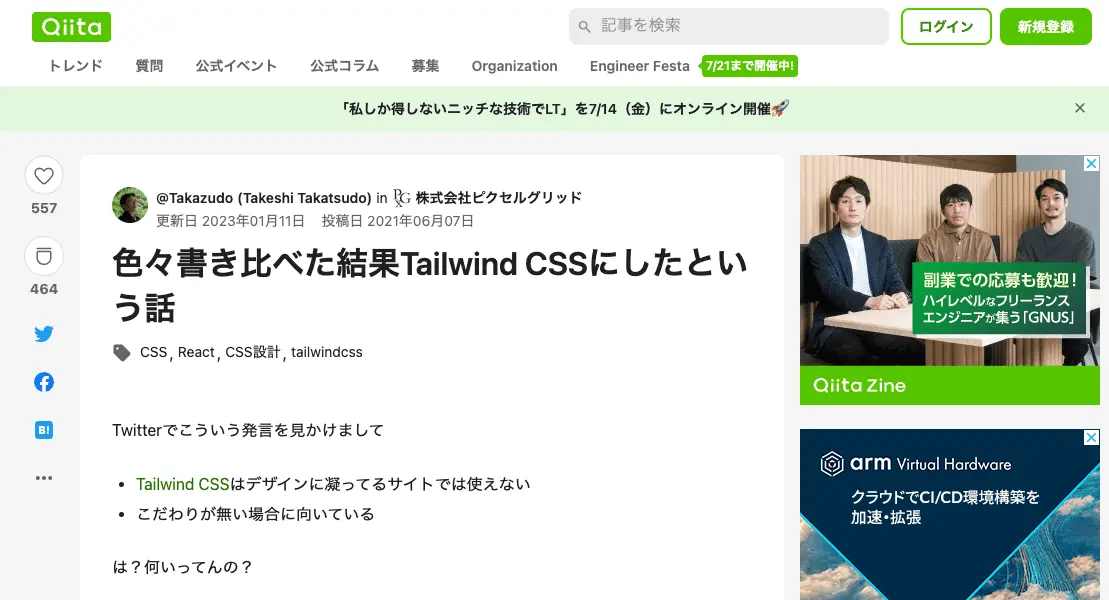 Qiita
記事を検索
ログイン
新規登録
トレンド 質問 公式イベント 公式コラム 募集 Organization Engineer Festa 7/21まで開催中!
「私しか得しないニッチな技術でLT」を7/14（金）にオンライン開催🚀
557
464
B!
@Takazudo (Takeshi Takatsudo) in PxG 株式会社ピクセルグリッド
更新日 2023年01月11日 投稿日 2021年06月07日
色々書き比べた結果Tailwind CSSにしたとい
う話
CSS, React, CSS設計, tailwindcss
Twitterでこういう発言を見かけまして
• Tailwind CSSはデザインに凝ってるサイトでは使えない
• こだわりが無い場合に向いている
は？何いってんの？
副業での応募も歓迎！
ハイレベルなフリーランス
エンジニアが集う「GNUS」
Qiita Zine
arm Virtual Hardware
クラウドでCI/CD環境構築を
加速・拡張